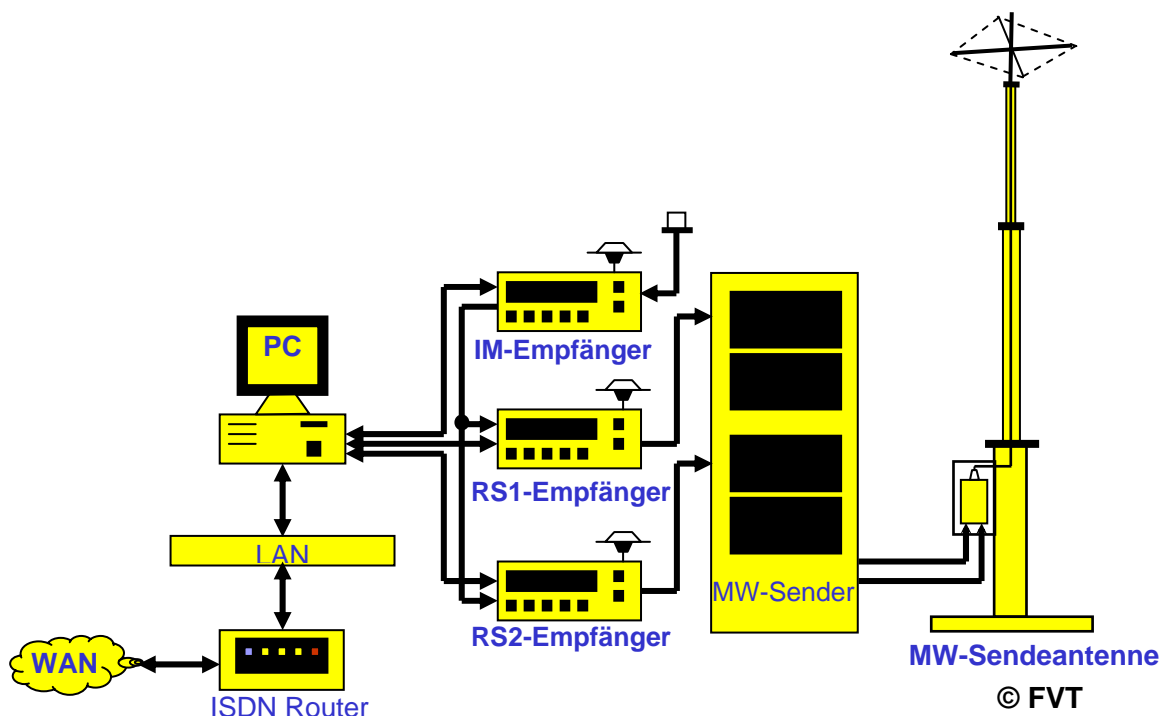 PC
IM-Empfänger
RS1-Empfänger
LAN
RS2-Empfänger
MW-Sender
WAN
ISDN Router
MW-Sendeantenne
© FVT